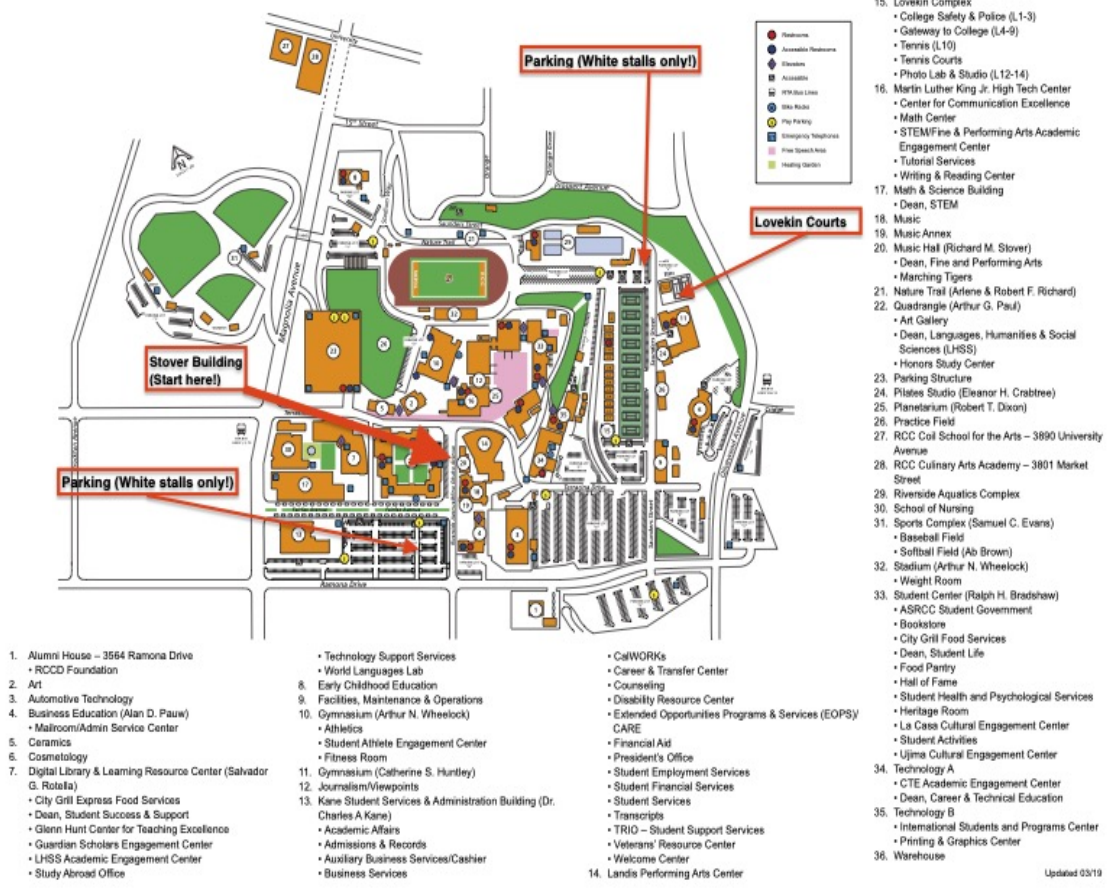 University
15th Street
Prospect Avenue
Saunders Street
Nature Trail
Magnolia Avenue
Fairfax Avenue
Fairfax Avenue
Terracina Drive
Saunders Street
Ramona Drive
Parking (White stalls only!)
Lovekin Courts
Stover Building
(Start here!)
Parking (White stalls only!)
Restrooms
Accessible Restrooms
Elevators
Accessible
RTA Bus Lines
Bike Racks
Pay Parking
Emergency Telephones
Free Speech Area
Healing Garden
1. Alumni House – 3564 Ramona Drive
• RCCD Foundation
2. Art
3. Automotive Technology
4. Business Education (Alan D. Pauw)
• Mailroom/Admin Service Center
5. Ceramics
6. Cosmetology
7. Digital Library & Learning Resource Center (Salvador
G. Rotella)
• City Grill Express Food Services
• Dean, Student Success & Support
• Glenn Hunt Center for Teaching Excellence
• Guardian Scholars Engagement Center
• LHSS Academic Engagement Center
• Study Abroad Office
• Technology Support Services
• World Languages Lab
8. Early Childhood Education
9. Facilities, Maintenance & Operations
10. Gymnasium (Arthur N. Wheelock)
• Athletics
• Student Athlete Engagement Center
• Fitness Room
11. Gymnasium (Catherine S. Huntley)
12. Journalism/Viewpoints
13. Kane Student Services & Administration Building (Dr.
Charles A Kane)
• Academic Affairs
• Admissions & Records
• Auxiliary Business Services/Cashier
• Business Services
• CalWORKs
• Career & Transfer Center
• Counseling
• Disability Resource Center
• Extended Opportunities Programs & Services (EOPS)/
CARE
• Financial Aid
• President's Office
• Student Employment Services
• Student Financial Services
• Student Services
• Transcripts
• TRIO – Student Support Services
• Veterans' Resource Center
• Welcome Center
14. Landis Performing Arts Center
15. Lovekin Complex
• College Safety & Police (L1-3)
• Gateway to College (L4-9)
• Tennis (L10)
• Tennis Courts
• Photo Lab & Studio (L12-14)
16. Martin Luther King Jr. High Tech Center
• Center for Communication Excellence
• Math Center
• STEM/Fine & Performing Arts Academic
Engagement Center
• Tutorial Services
• Writing & Reading Center
17. Math & Science Building
• Dean, STEM
18. Music
19. Music Annex
20. Music Hall (Richard M. Stover)
• Dean, Fine and Performing Arts
• Marching Tigers
21. Nature Trail (Arlene & Robert F. Richard)
22. Quadrangle (Arthur G. Paul)
• Art Gallery
• Dean, Languages, Humanities & Social
Sciences (LHSS)
• Honors Study Center
23. Parking Structure
24. Pilates Studio (Eleanor H. Crabtree)
25. Planetarium (Robert T. Dixon)
26. Practice Field
27. RCC Coil School for the Arts – 3890 University
Avenue
28. RCC Culinary Arts Academy – 3801 Market
Street
29. Riverside Aquatics Complex
30. School of Nursing
31. Sports Complex (Samuel C. Evans)
• Baseball Field
• Softball Field (Ab Brown)
32. Stadium (Arthur N. Wheelock)
• Weight Room
33. Student Center (Ralph H. Bradshaw)
• ASRCC Student Government
• Bookstore
• City Grill Food Services
• Dean, Student Life
• Food Pantry
• Hall of Fame
• Student Health and Psychological Services
• Heritage Room
• La Casa Cultural Engagement Center
• Student Activities
• Ujima Cultural Engagement Center
34. Technology A
• CTE Academic Engagement Center
• Dean, Career & Technical Education
35. Technology B
• International Students and Programs Center
• Printing & Graphics Center
36. Warehouse
Updated 03/19